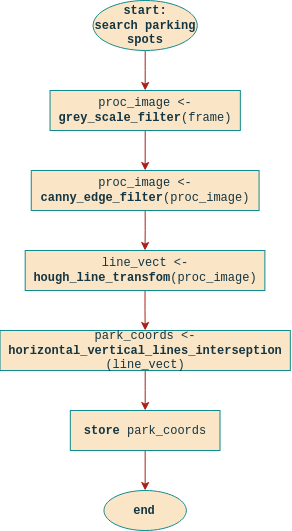 start:
search parking
spots
proc_image <-
grey_scale_filter(frame)
proc_image <-
canny_edge_filter(proc_image)
line_vect <-
hough_line_transfom(proc_image)
park_coords <-
horizontal_vertical_lines_interseption
(line_vect)
store park_coords
end